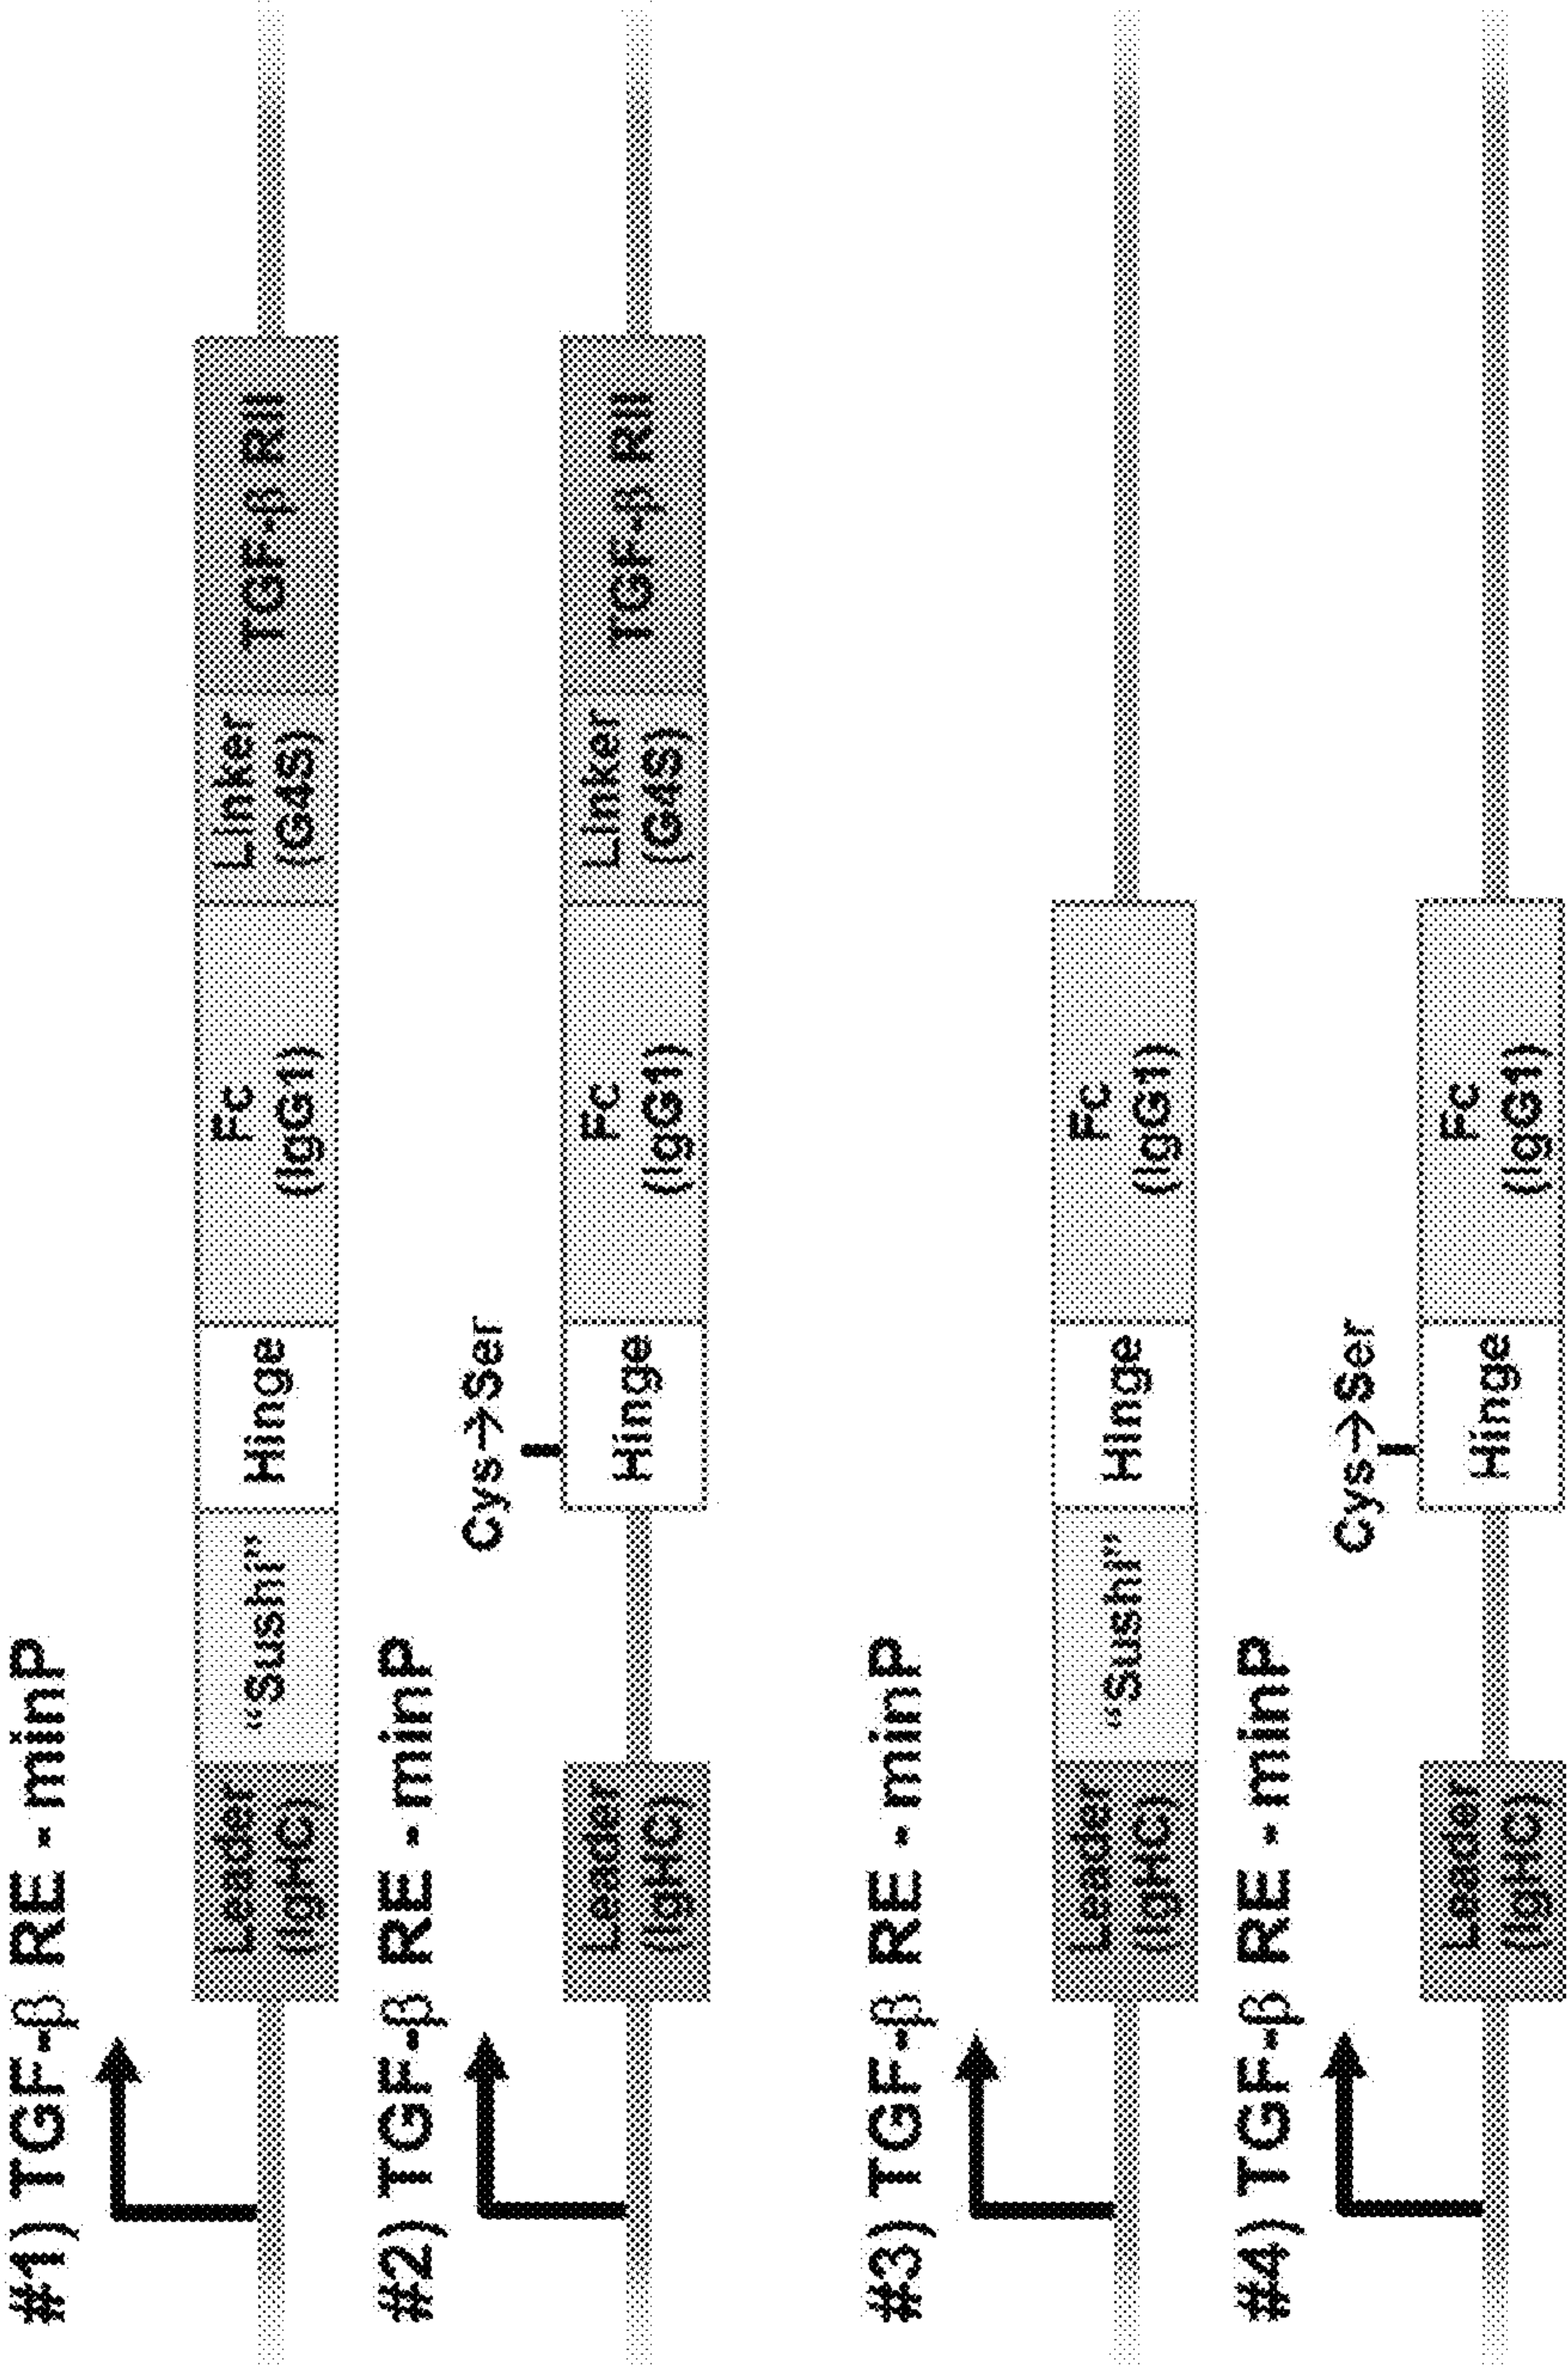 #1) TGF-β RE - minP
Leader
(IgHC)
“Sushi”
Hinge
Fc
(IgG1)
Linker
(G4S)
TGF-β RII
#2) TGF-β RE - minP
Cys→Ser
Leader
(IgHC)
Hinge
Fc
(IgG1)
Linker
(G4S)
TGF-β RII
#3) TGF-β RE - minP
Leader
(IgHC)
“Sushi”
Hinge
Fc
(IgG1)
#4) TGF-β RE - minP
Cys→Ser
Leader
(IgHC)
Hinge
Fc
(IgG1)